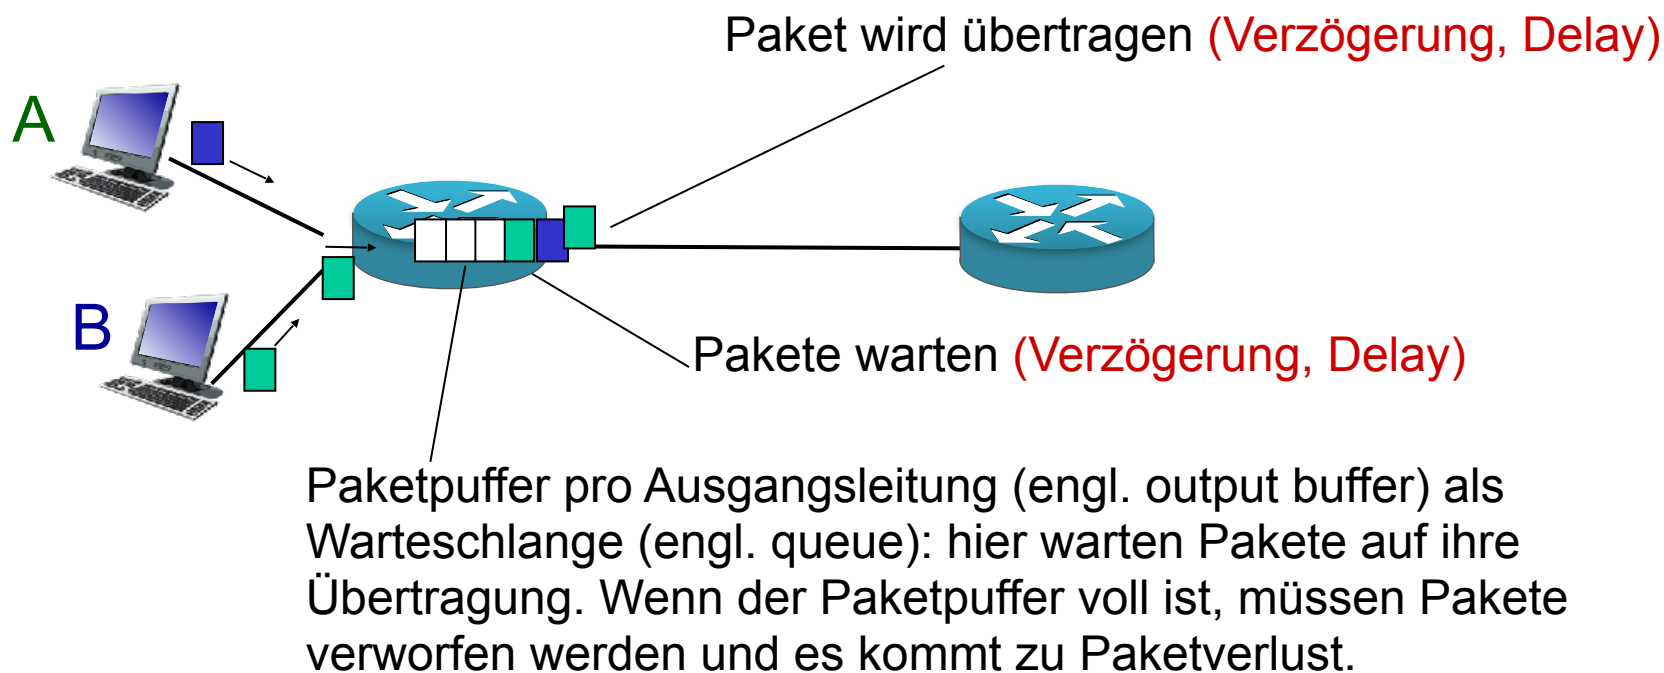 Paket wird übertragen (Verzögerung, Delay)
A
B
Pakete warten (Verzögerung, Delay)
Paketpuffer pro Ausgangsleitung (engl. output buffer) als
Warteschlange (engl. queue): hier warten Pakete auf ihre
Übertragung. Wenn der Paketpuffer voll ist, müssen Pakete
verworfen werden und es kommt zu Paketverlust.